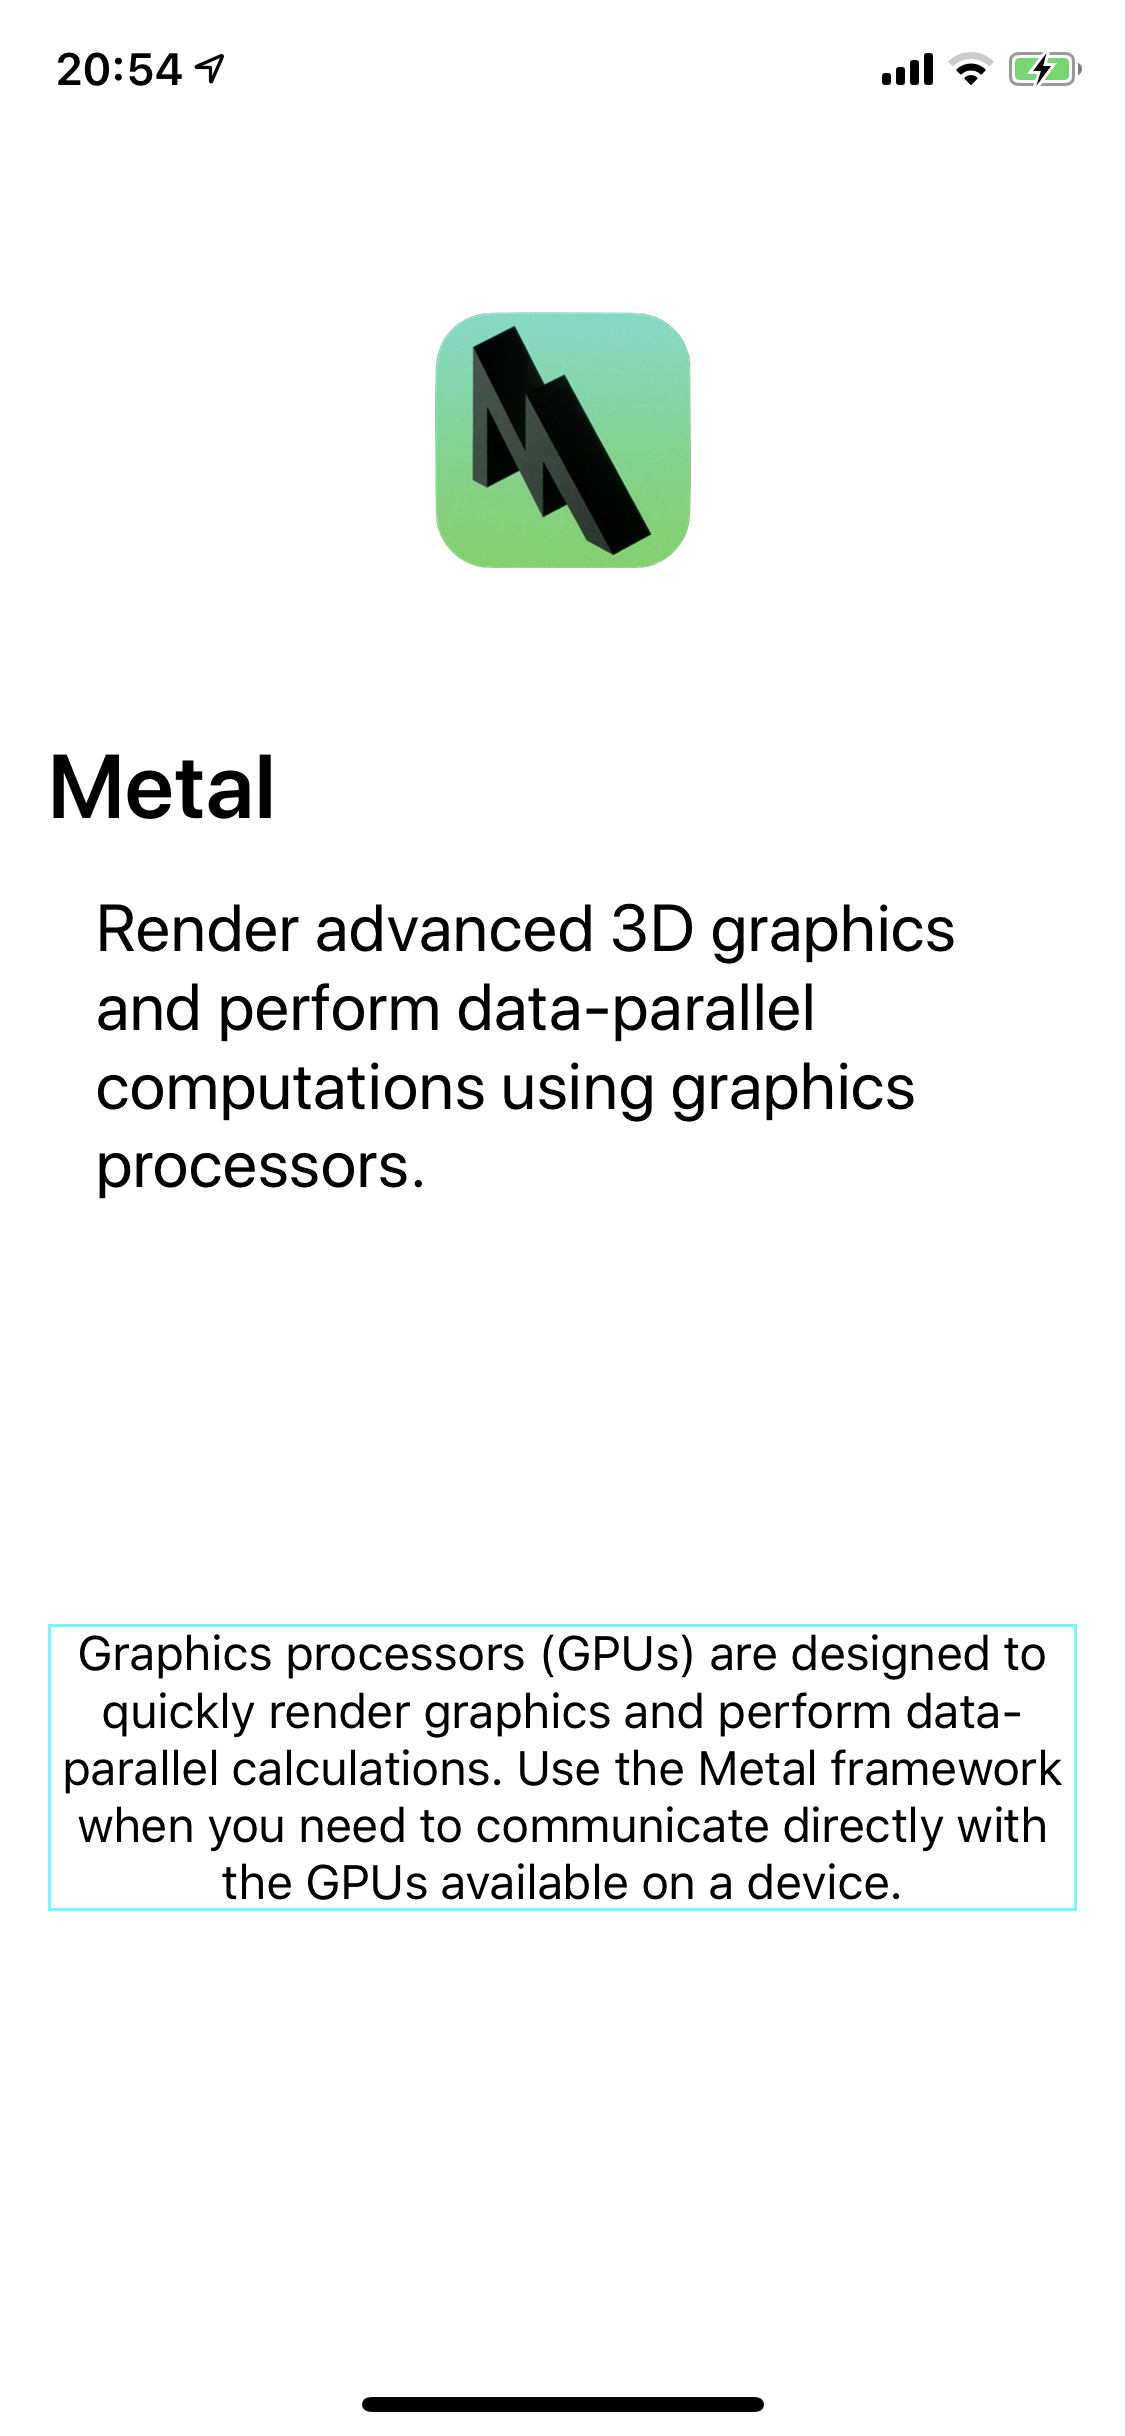 20:54
Metal
Render advanced 3D graphics
and perform data-parallel
computations using graphics
processors.
Graphics processors (GPUs) are designed to
quickly render graphics and perform data-
parallel calculations. Use the Metal framework
when you need to communicate directly with
the GPUs available on a device.